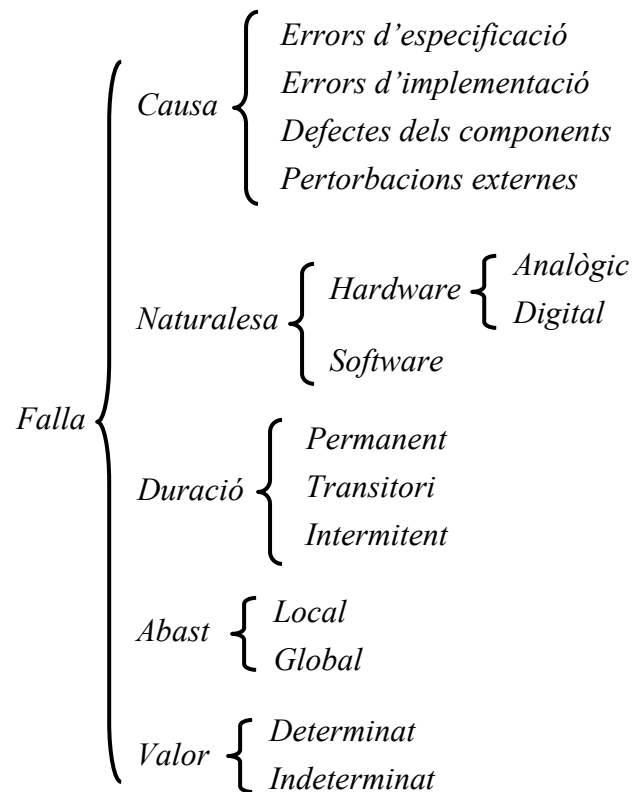 Falla
Causa
Errors d’especificació
Errors d’implementació
Defectes dels components
Pertorbacions externes
Naturalesa
Hardware
Analògic
Digital
Software
Duració
Permanent
Transitori
Intermitent
Abast
Local
Global
Valor
Determinat
Indeterminat